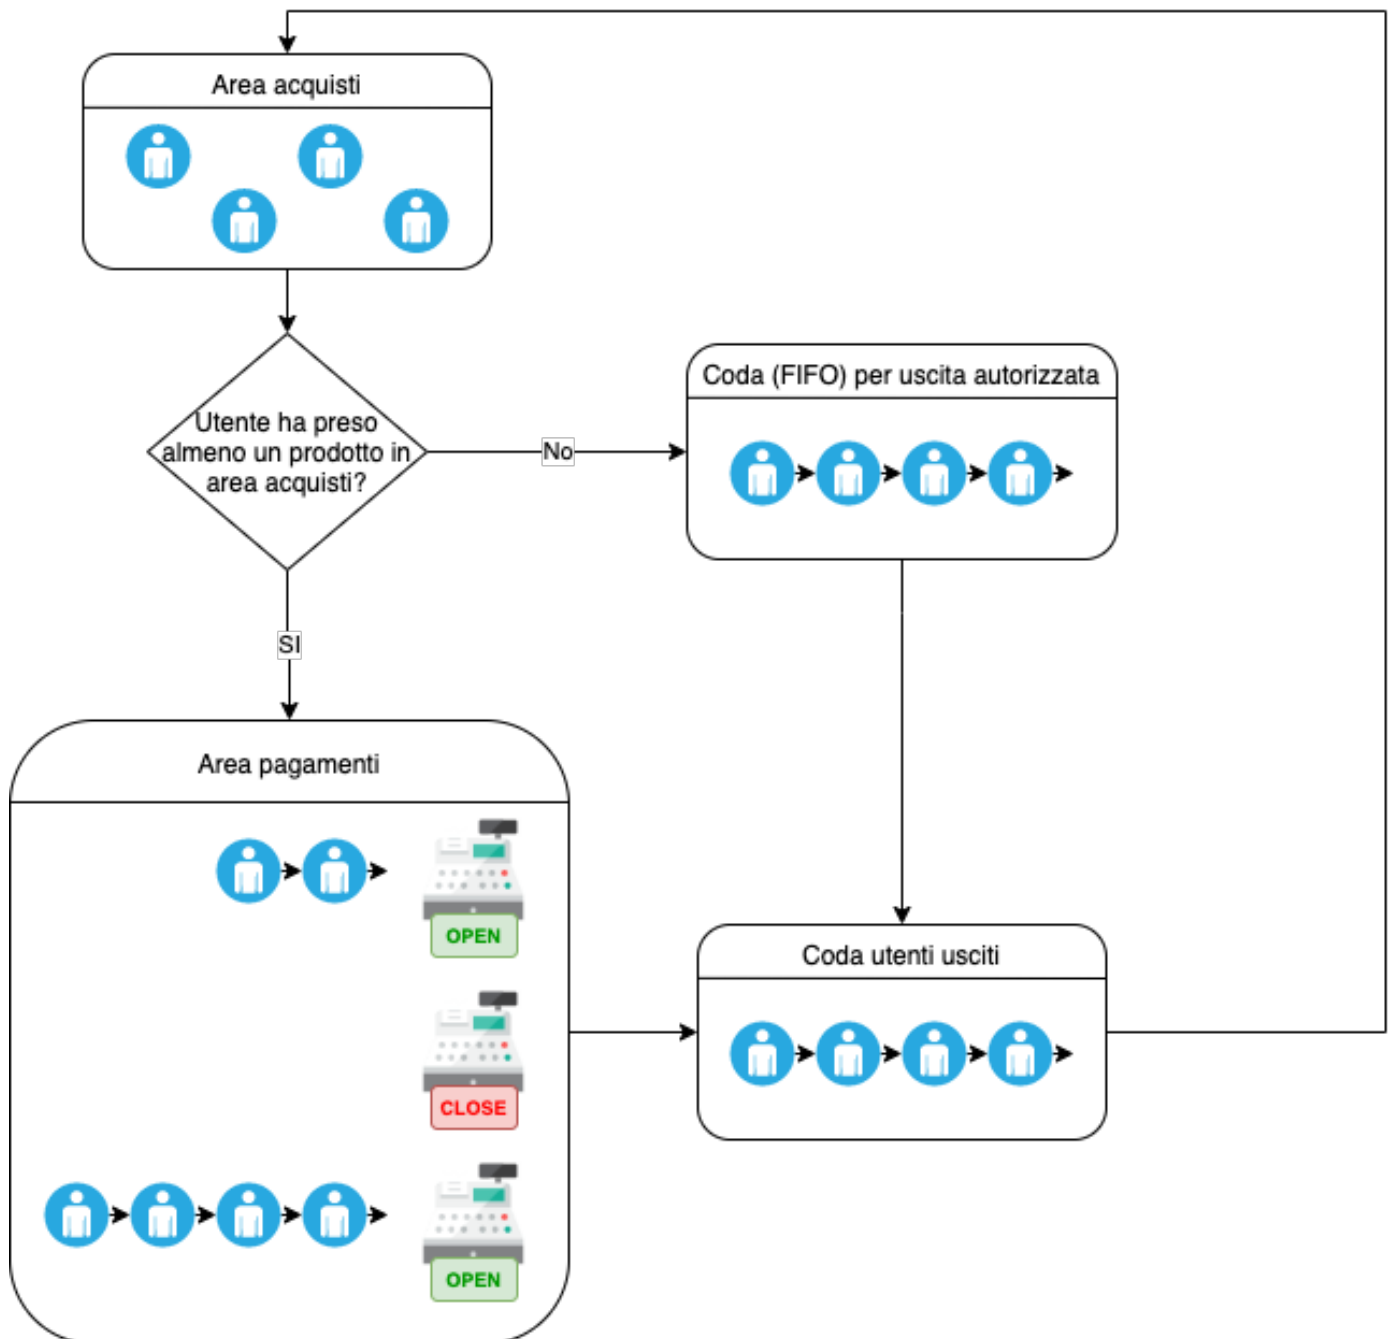 Area acquisti
Utente ha preso
almeno un prodotto in
area acquisti?
No
Coda (FIFO) per uscita autorizzata
SI
Area pagamenti
OPEN
CLOSE
OPEN
Coda utenti usciti